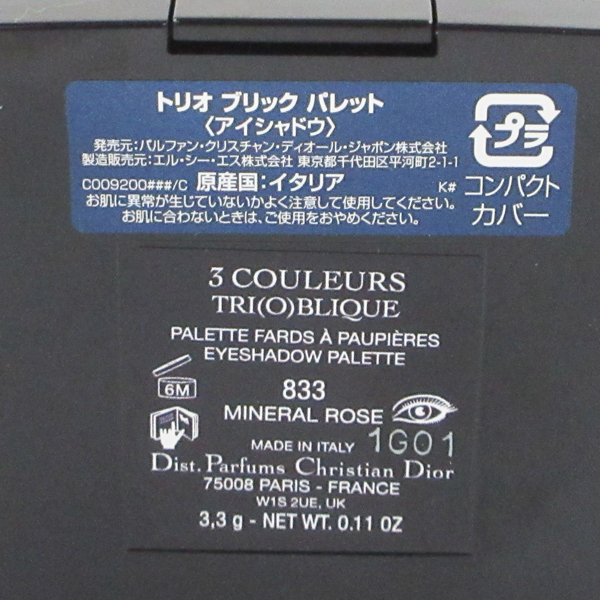 トリオ ブリック パレット
〈アイシャドウ〉
発売元:パルファン・クリスチャン・ディオール・ジャポン株式会社
製造販売元:エル・シー・エス株式会社 東京都千代田区平河町2-1-1
C009200###/C 原産国:イタリア K#
お肌に異常が生じていないかよく注意して使用してください。
お肌に合わないときは、ご使用をおやめください。
プラ
コンパクト
カバー
3 COULEURS
TRI(O)BLIQUE
PALETTE FARDS À PAUPIÈRES
EYESHADOW PALETTE
6M
833
MINERAL ROSE
MADE IN ITALY 1G01
Dist. Parfums Christian Dior
75008 PARIS - FRANCE
W1S 2UE, UK
3,3 g - NET WT. 0.11 OZ